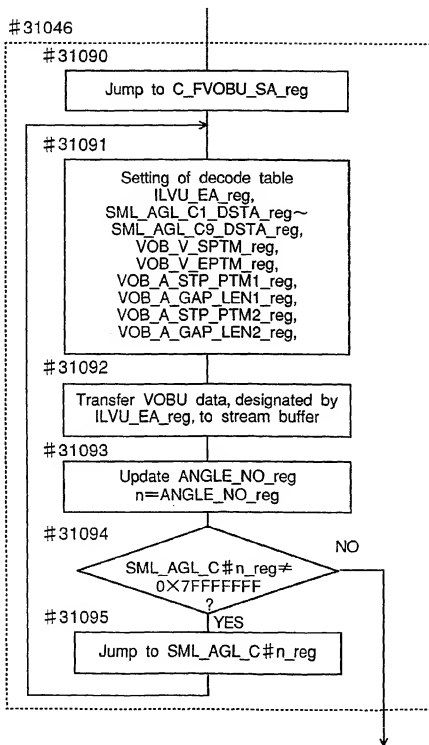 #31046
#31090
Jump to C_FVOBU_SA_reg
#31091
Setting of decode table
ILVU_EA_reg,
SML_AGL_C1_DSTA_reg~
SML_AGL_C9_DSTA_reg,
VOB_V_SPTM_reg,
VOB_V_EPTM_reg,
VOB_A_STP_PTM1_reg,
VOB_A_GAP_LEN1_reg,
VOB_A_STP_PTM2_reg,
VOB_A_GAP_LEN2_reg,
#31092
Transfer VOBU data, designated by
ILVU_EA_reg, to stream buffer
#31093
Update ANGLE_NO_reg
n=ANGLE_NO_reg
#31094
NO
SML_AGL_C#n_reg≠
0×7FFFFFFF
?
#31095
YES
Jump to SML_AGL_C#n_reg